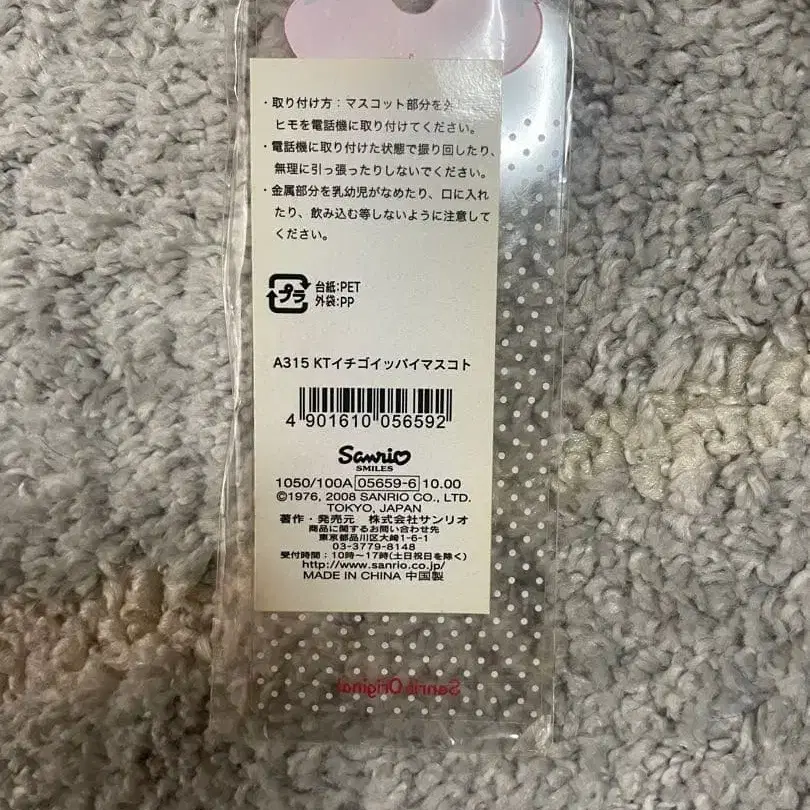 ・取り付け方：マスコット部分を外
ヒモを電話機に取り付けてください。
・電話機に取り付けた状態で振り回したり、
無理に引っ張ったりしないでください。
・金属部分を乳幼児がなめたり、口に入れ
たり、飲み込む等しないように注意して
ください。
プラ
台紙:PET
外袋:PP
A315 KTイチゴイッパイマスコト
4 901610 056592
Sanrio
SMILES
1050/100A 05659-6 10.00
©1976, 2008 SANRIO CO., LTD.
TOKYO, JAPAN
著作・発売元 株式会社サンリオ
商品に関するお問い合わせ先
東京都品川区大崎1-6-1
03-3779-8148
受付時間：10時～17時(土日祝日を除く)
http://www.sanrio.co.jp/
MADE IN CHINA 中国製
Sanrio Original